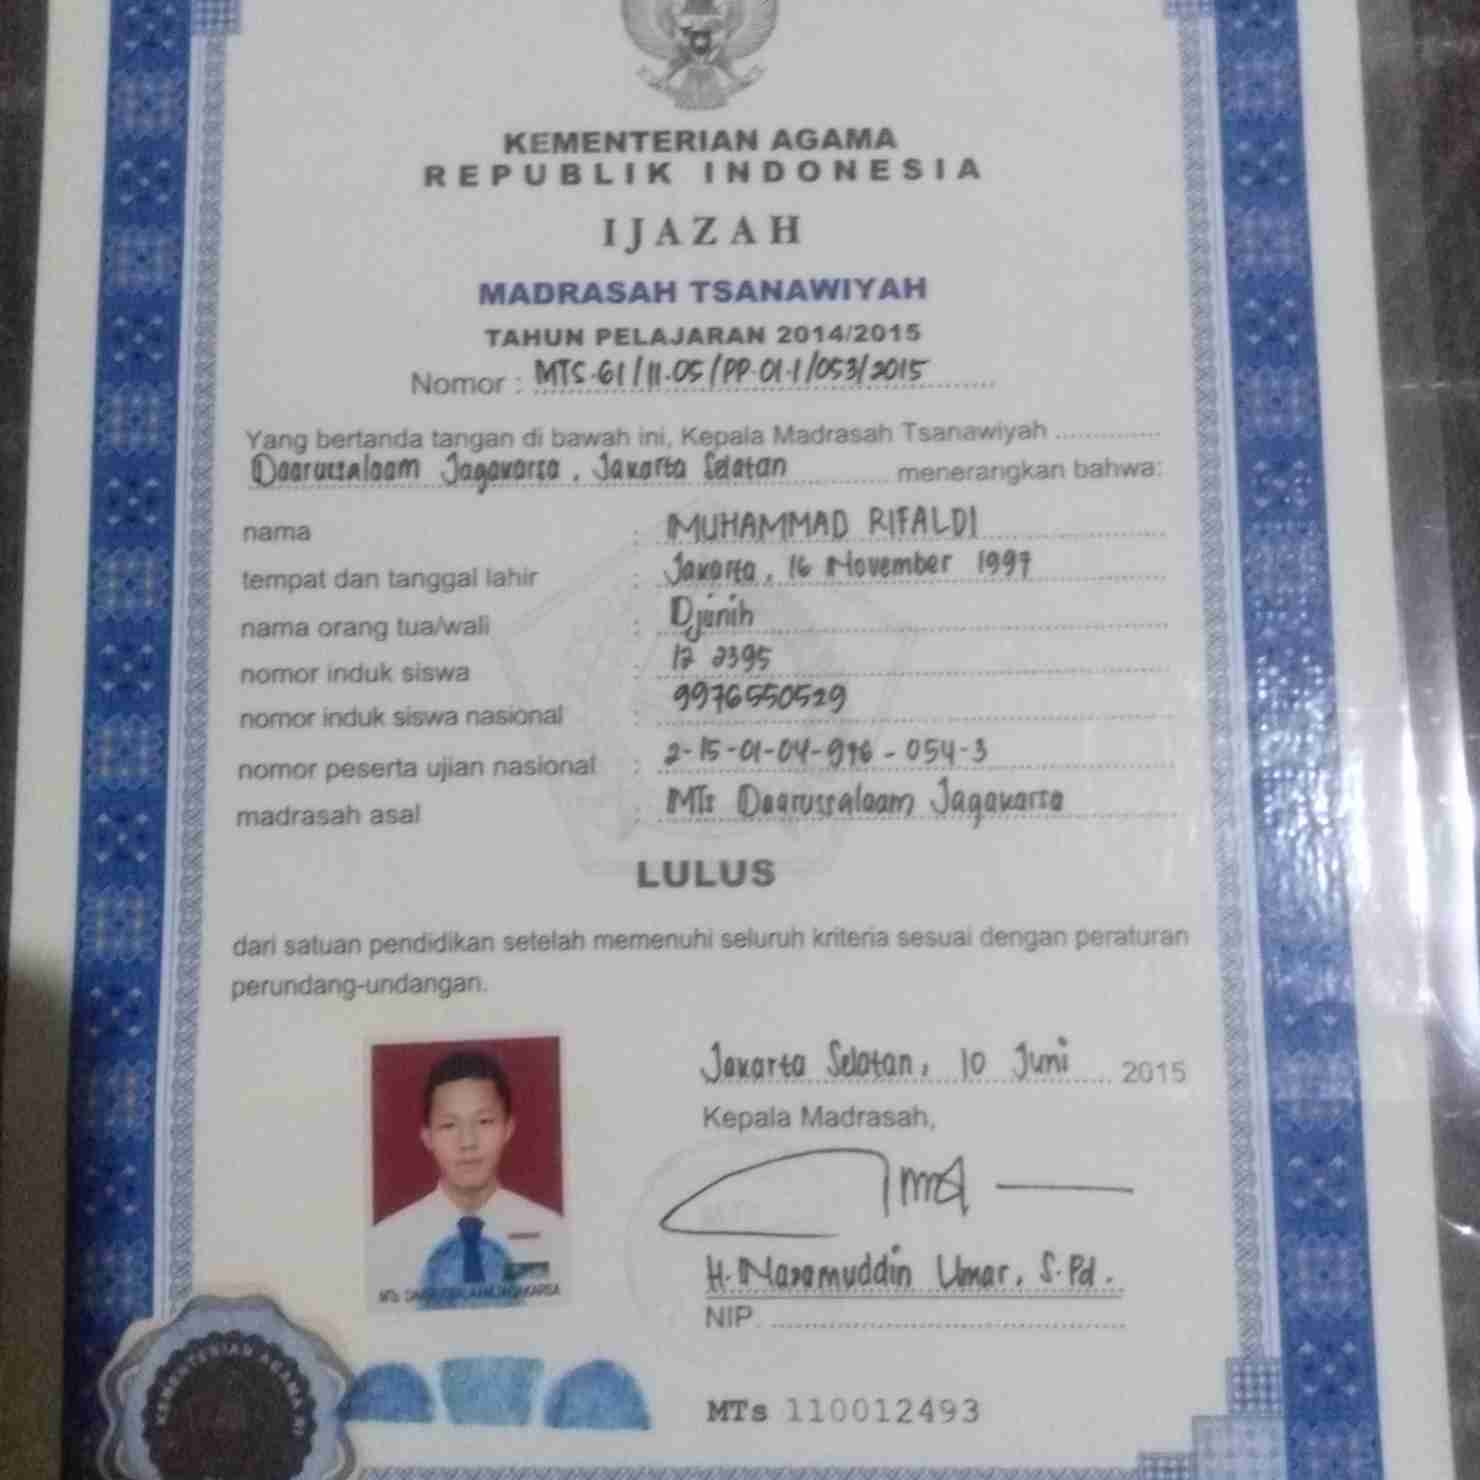 KEMENTERIAN AGAMA
REPUBLIK INDONESIA
IJAZAH
MADRASAH TSANAWIYAH
TAHUN PELAJARAN 2014/2015
Nomor : MTS.61/11.05/PP.01.1/053/2015
Yang bertanda tangan di bawah ini, Kepala Madrasah Tsanawiyah
Daarussalaam Jagakarsa, Jakarta Selatan menerangkan bahwa:
nama : MUHAMMAD RIFALDI
tempat dan tanggal lahir : Jakarta, 16 November 1997
nama orang tua/wali : Djunih
nomor induk siswa : 12 2395
nomor induk siswa nasional : 9976550529
nomor peserta ujian nasional : 2-15-01-04-976-054-3
madrasah asal : MTs Daarussalaam Jagakarsa
LULUS
dari satuan pendidikan setelah memenuhi seluruh kriteria sesuai dengan peraturan
perundang-undangan.
Jakarta Selatan, 10 Juni 2015
Kepala Madrasah,
H. Maramuddin Umar, S.Pd.
NIP.
MTs 110012493
KEMENTERIAN AGAMA RI